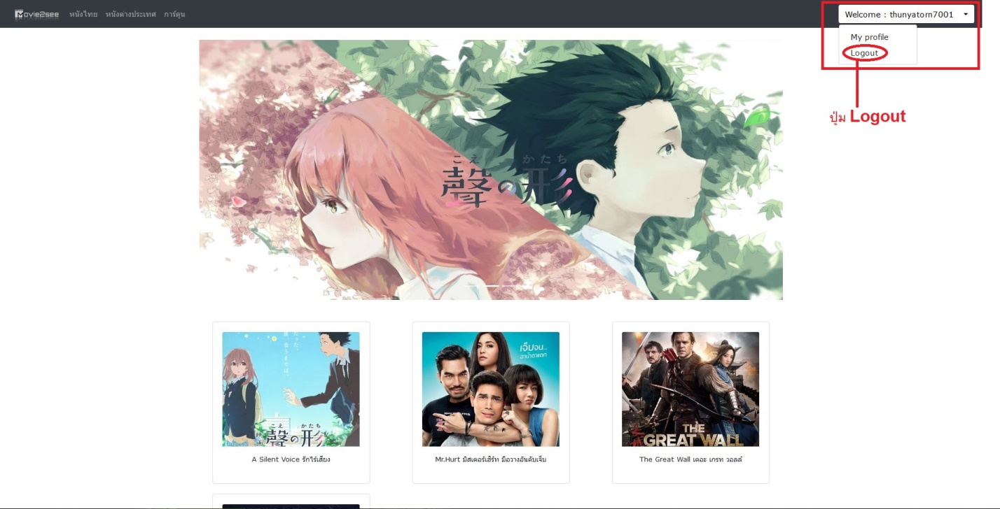 Movie2see หนังไทย หนังต่างประเทศ การ์ตูน
Welcome : thunyatorn7001
My profile
Logout
ปุ่ม Logout
こえ かたち
聲の形
เจ็บจน...
ฮาน้ำตาแตก
こえ かたち
映画 聲の形
THE
GREAT WALL
A Silent Voice รักไร้เสียง
Mr.Hurt มิสเตอร์เฮิร์ท มือวางอันดับเจ็บ
The Great Wall เดอะ เกรท วอลล์